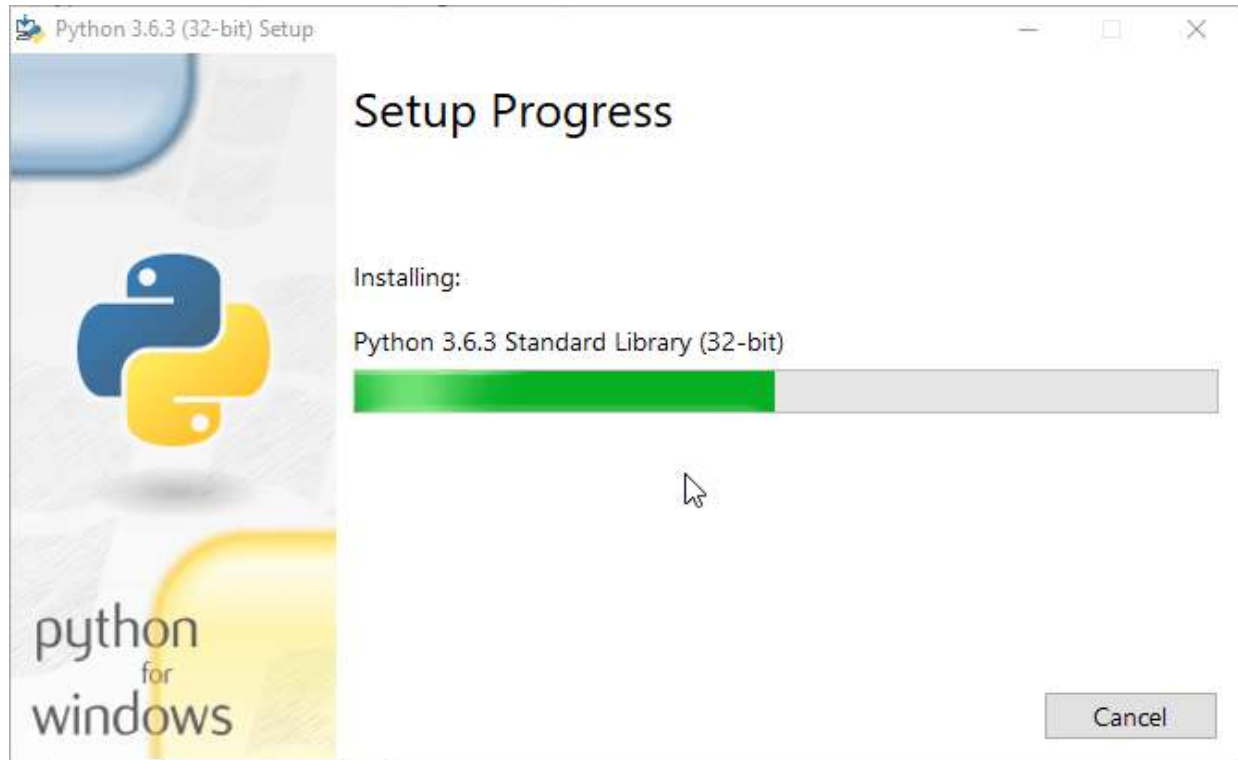 Python 3.6.3 (32-bit) Setup
Setup Progress
Installing:
Python 3.6.3 Standard Library (32-bit)
python
for
windows
Cancel